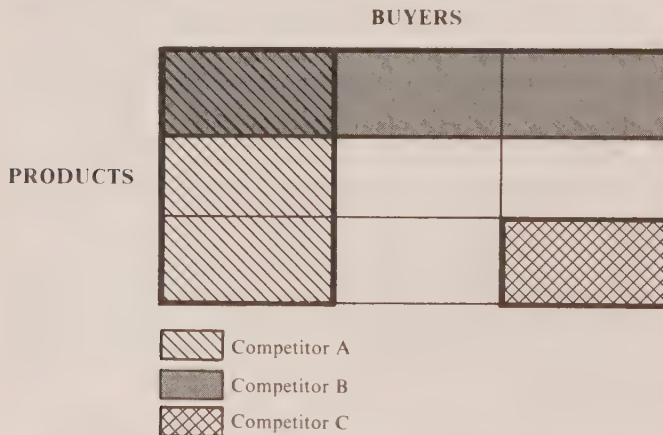 BUYERS
PRODUCTS
Competitor A
Competitor B
Competitor C